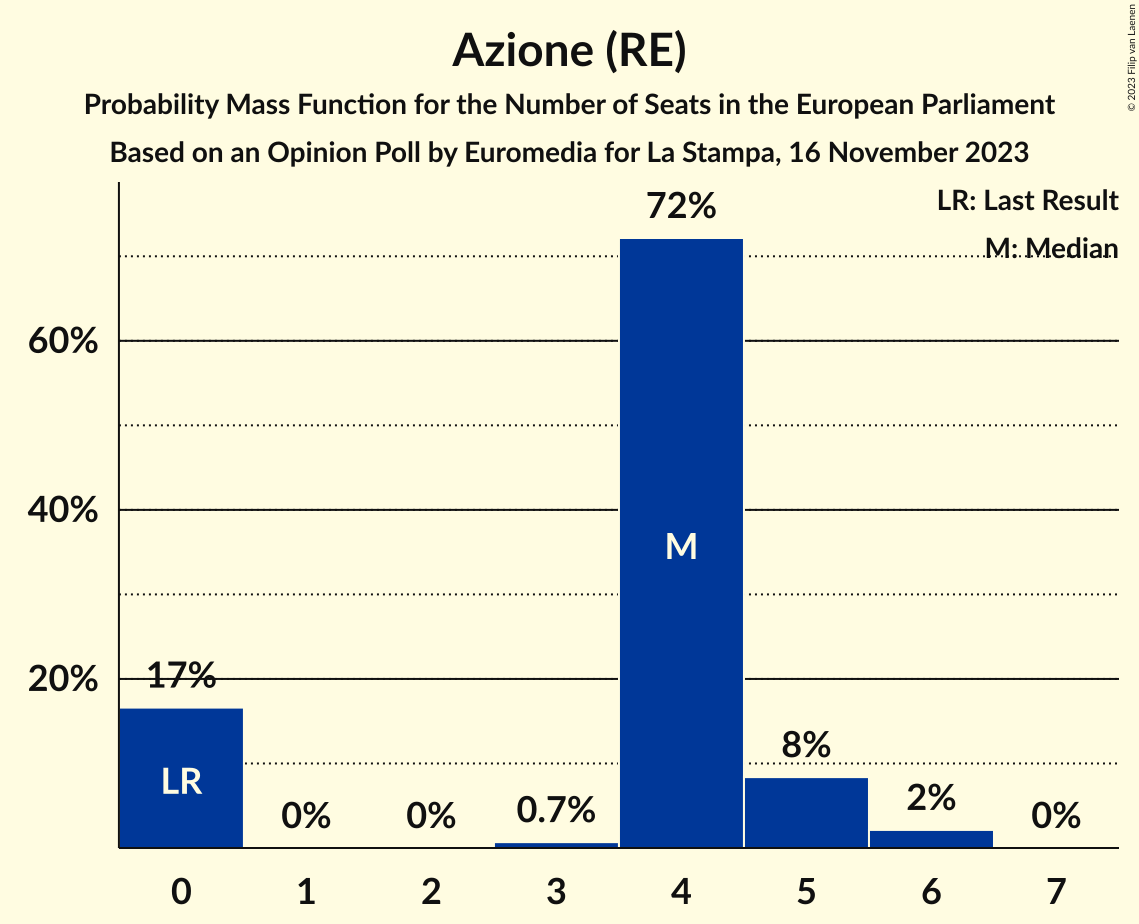 Azione (RE)
Probability Mass Function for the Number of Seats in the European Parliament
Based on an Opinion Poll by Euromedia for La Stampa, 16 November 2023
© 2023 Filip van Laenen
LR: Last Result
M: Median
72%
60%
40%
M
20%
17%
8%
LR
2%
0%
0%
0.7%
0%
0 1 2 3 4 5 6 7